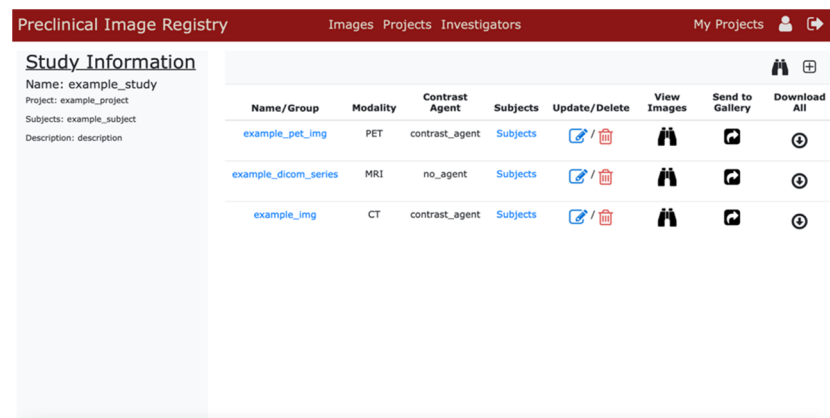 Preclinical Image Registry Images Projects Investigators My Projects
Study Information
Name: example_study
Project: example_project
Subjects: example_subject
Description: description
Name/Group Modality Contrast Agent Subjects Update/Delete View Images Send to Gallery Download All
example_pet_img PET contrast_agent Subjects /
example_dicom_series MRI no_agent Subjects /
example_img CT contrast_agent Subjects /